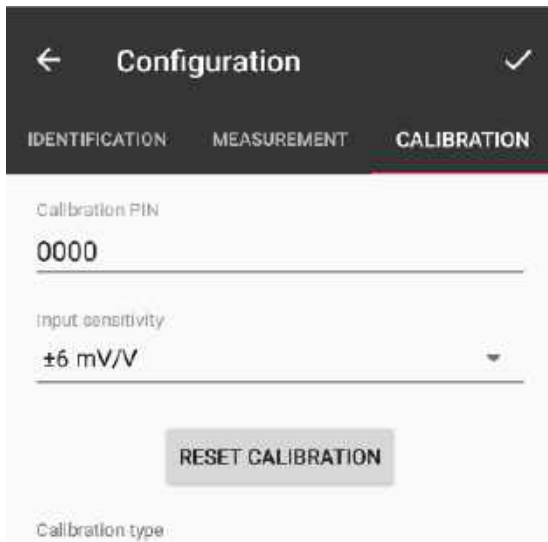 Configuration
IDENTIFICATION MEASUREMENT CALIBRATION
Calibration PIN
0000
Input sensitivity
±6 mV/V
RESET CALIBRATION
Calibration type